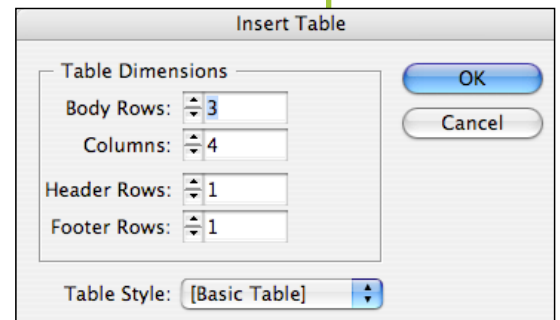 Insert Table
Table Dimensions
OK
Body Rows: 3
Cancel
Columns: 4
Header Rows: 1
Footer Rows: 1
Table Style: [Basic Table]